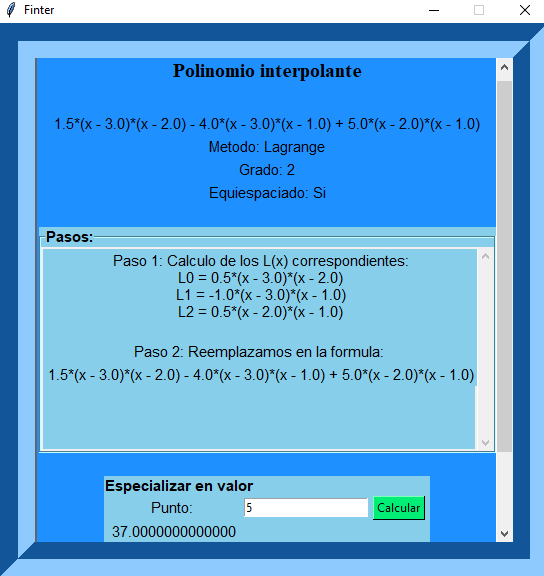 Finter
Polinomio interpolante
1.5*(x - 3.0)*(x - 2.0) - 4.0*(x - 3.0)*(x - 1.0) + 5.0*(x - 2.0)*(x - 1.0)
Metodo: Lagrange
Grado: 2
Equiespaciado: Si
Pasos:
Paso 1: Calculo de los L(x) correspondientes:
L0 = 0.5*(x - 3.0)*(x - 2.0)
L1 = -1.0*(x - 3.0)*(x - 1.0)
L2 = 0.5*(x - 2.0)*(x - 1.0)
Paso 2: Reemplazamos en la formula:
1.5*(x - 3.0)*(x - 2.0) - 4.0*(x - 3.0)*(x - 1.0) + 5.0*(x - 2.0)*(x - 1.0)
Especializar en valor
Punto: 5 Calcular
37.0000000000000